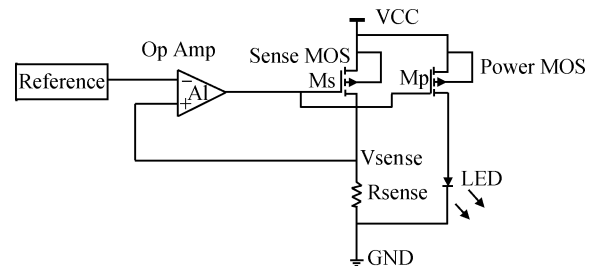 VCC
Op Amp
Sense MOS
Reference
−
+
A1
Ms
Mp
Power MOS
Vsense
Rsense
LED
GND